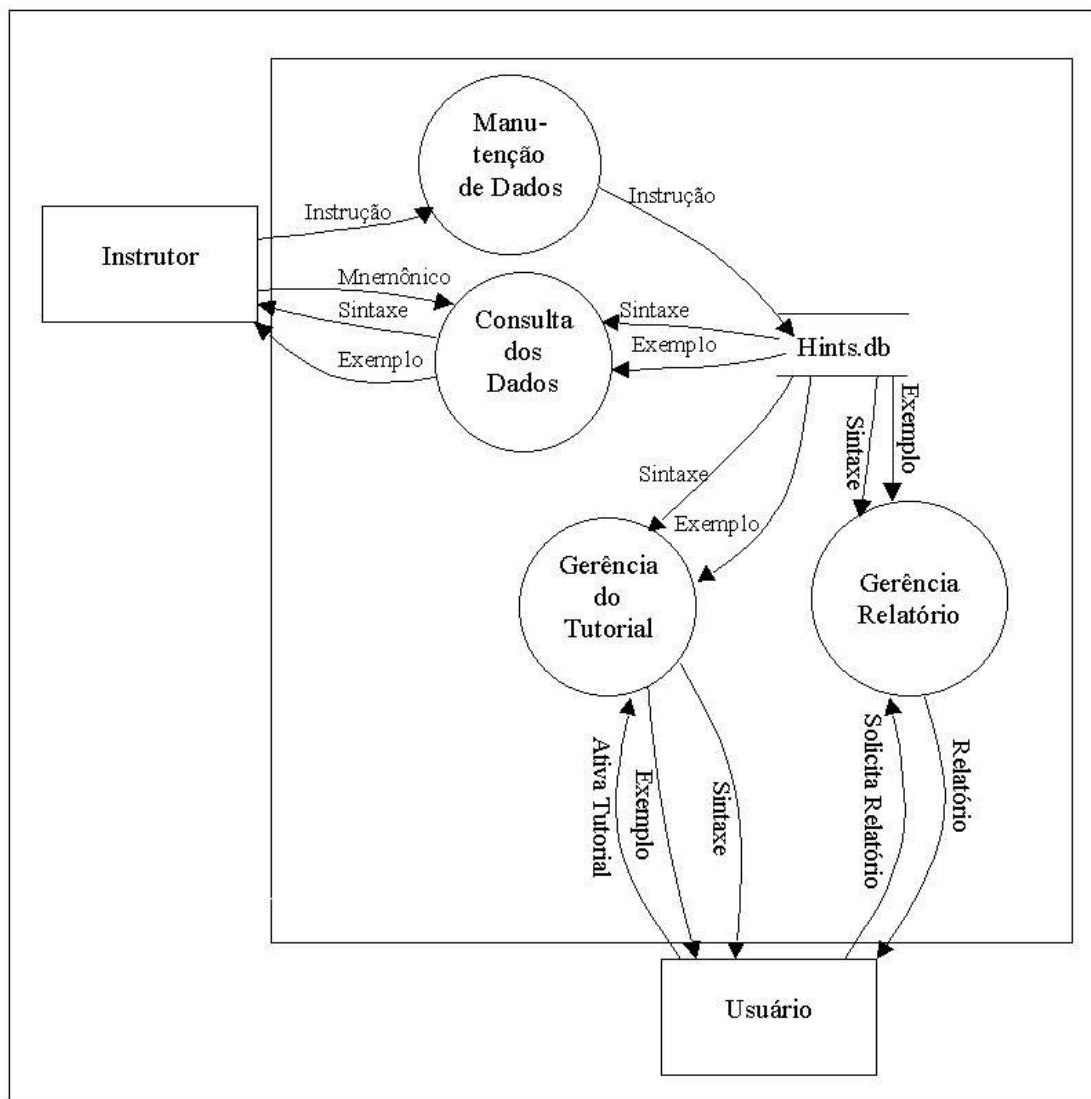 Manu-
tenção
de Dados
Instrução
Instrução
Instrutor
Mnemônico
Sintaxe
Exemplo
Consulta
dos
Dados
Sintaxe
Exemplo
Hints.db
Sintaxe
Exemplo
Sintaxe
Exemplo
Gerência
do
Tutorial
Gerência
Relatório
Ativa Tutorial
Exemplo
Sintaxe
Solicita Relatório
Relatório
Usuário